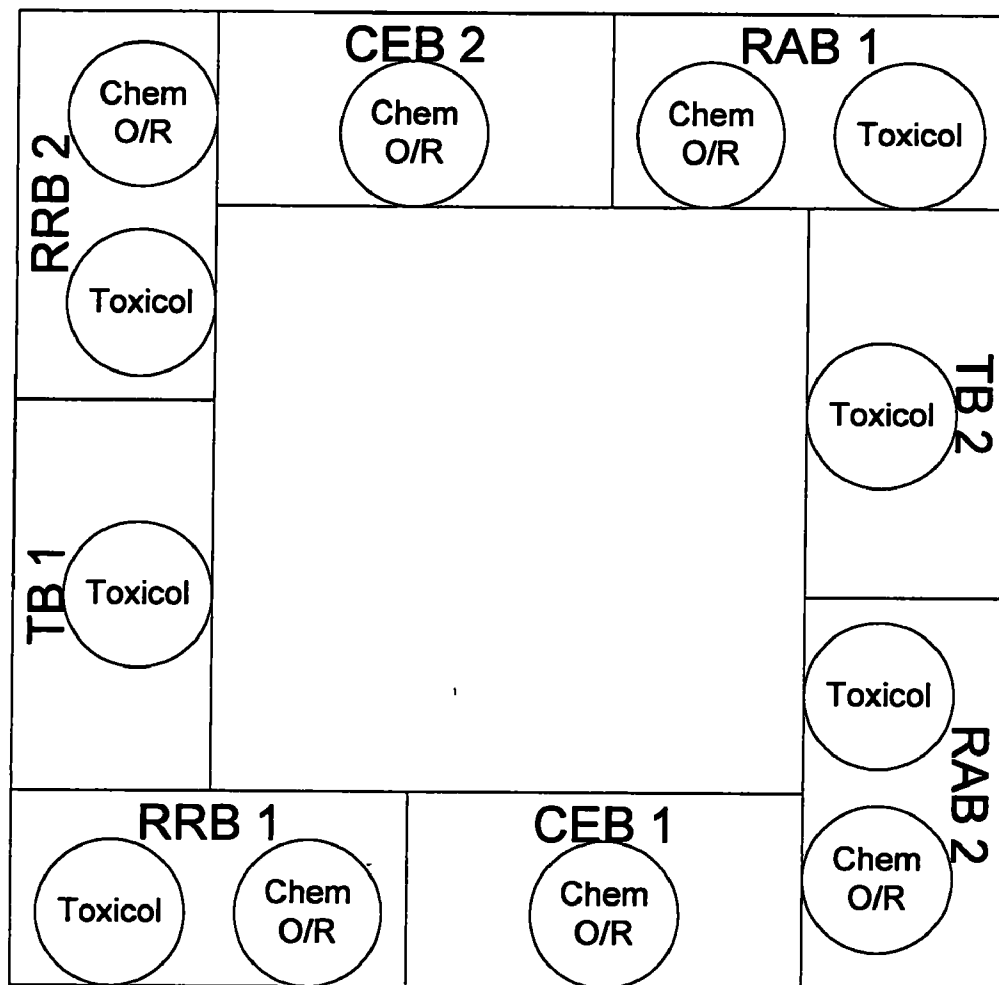 CEB 2
RAB 1
Chem
O/R
Chem
O/R
Chem
O/R
Toxicol
RRB 2
Toxicol
TB 2
Toxicol
TB 1
Toxicol
Toxicol
RAB 2
Chem
O/R
RRB 1
CEB 1
Toxicol
Chem
O/R
Chem
O/R